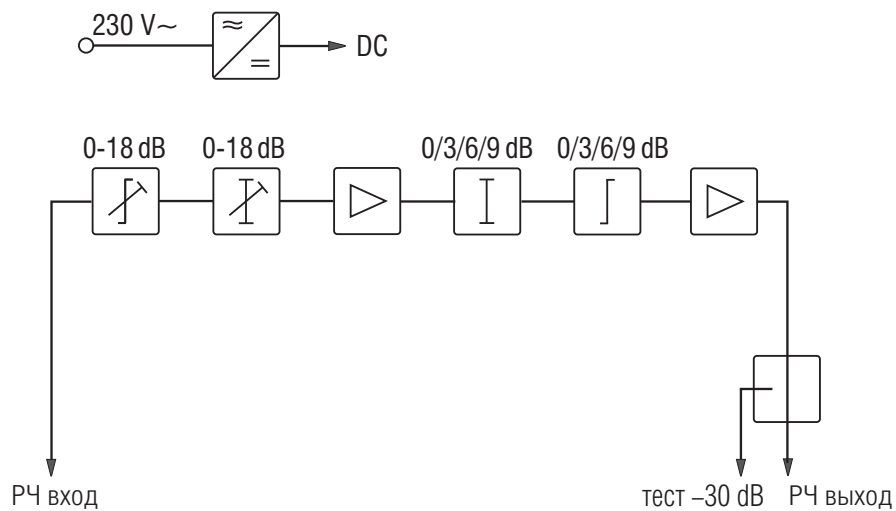 230 V~
DC
0-18 dB
0-18 dB
0/3/6/9 dB
0/3/6/9 dB
РЧ вход
тест –30 dB
РЧ выход